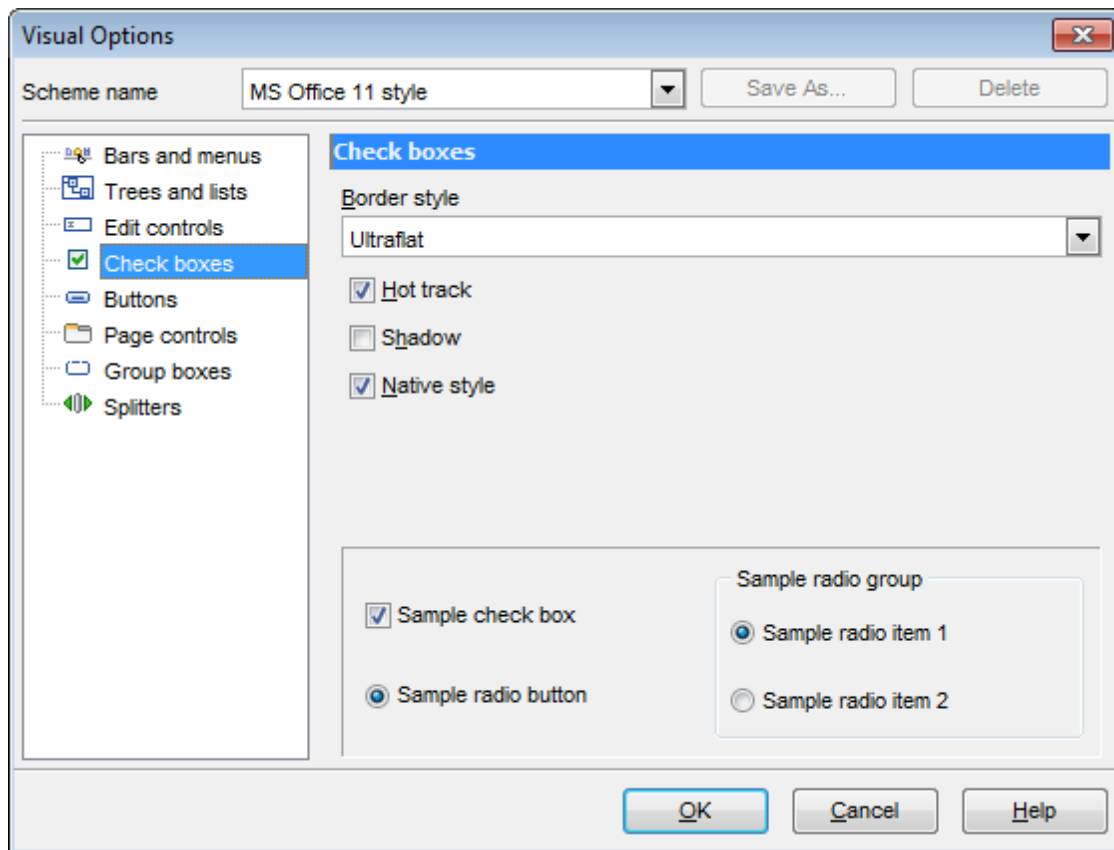 Visual Options
Scheme name MS Office 11 style Save As... Delete
Bars and menus
Trees and lists
Edit controls
Check boxes
Buttons
Page controls
Group boxes
Splitters
Check boxes
Border style
Ultraflat
Hot track
Shadow
Native style
Sample check box
Sample radio button
Sample radio group
Sample radio item 1
Sample radio item 2
OK Cancel Help